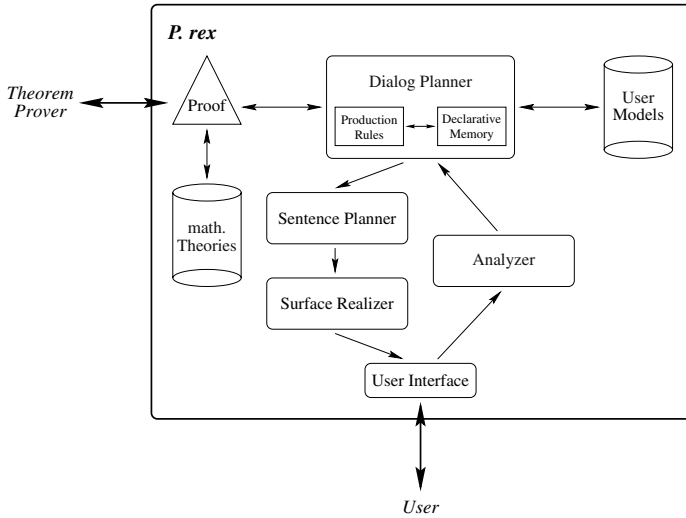 P. rex
Theorem
Prover
Proof
Dialog Planner
Production
Rules
Declarative
Memory
User
Models
math.
Theories
Sentence Planner
Analyzer
Surface Realizer
User Interface
User